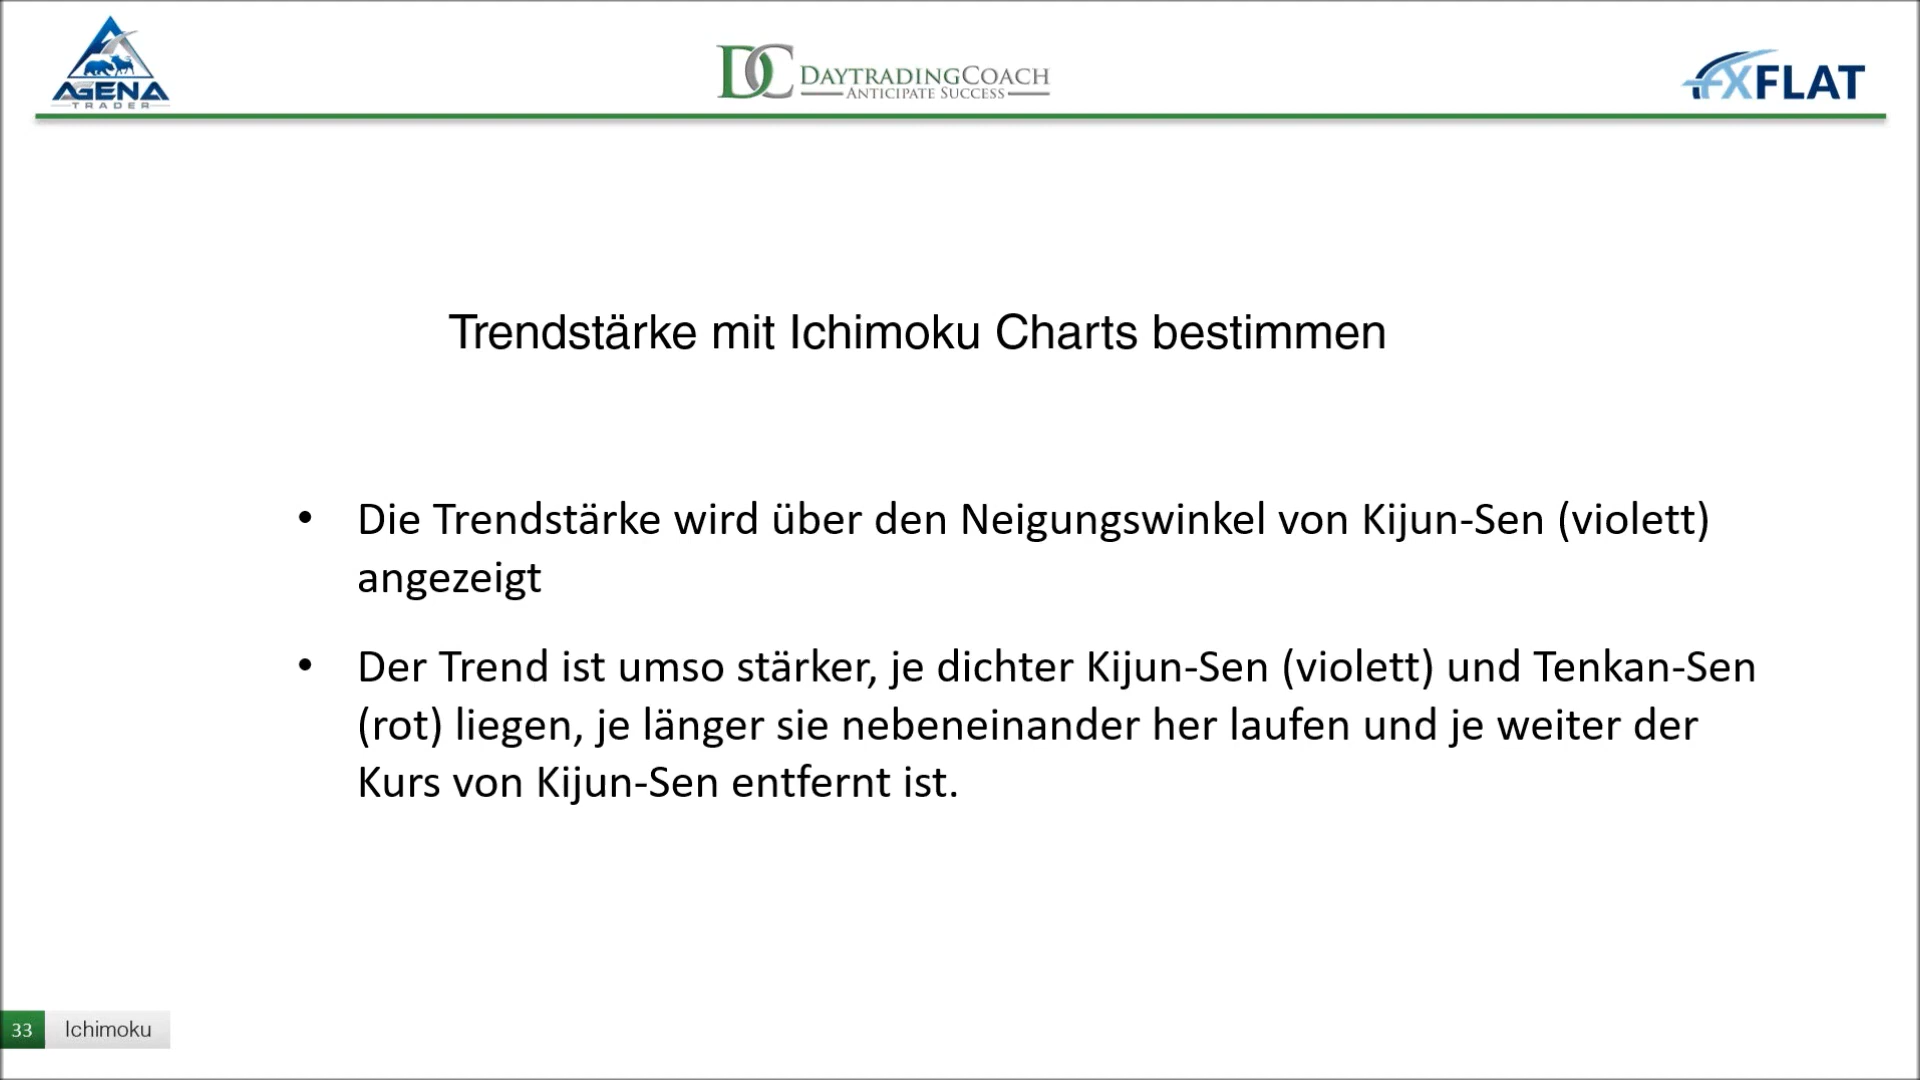 AGENA
TRADER
DC DAYTRADINGCOACH
ANTICIPATE SUCCESS
FXFLAT
Trendstärke mit Ichimoku Charts bestimmen
• Die Trendstärke wird über den Neigungswinkel von Kijun-Sen (violett)
angezeigt
• Der Trend ist umso stärker, je dichter Kijun-Sen (violett) und Tenkan-Sen
(rot) liegen, je länger sie nebeneinander her laufen und je weiter der
Kurs von Kijun-Sen entfernt ist.
33 Ichimoku